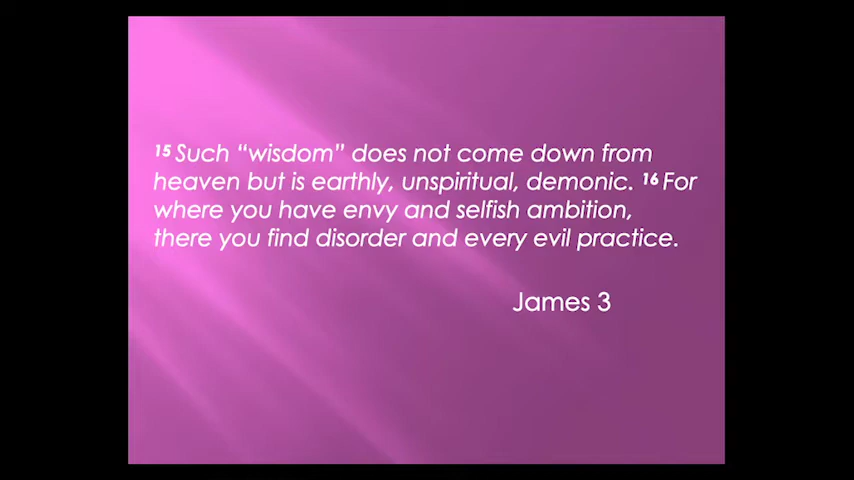 15 Such “wisdom” does not come down from
heaven but is earthly, unspiritual, demonic. 16 For
where you have envy and selfish ambition,
there you find disorder and every evil practice.
James 3